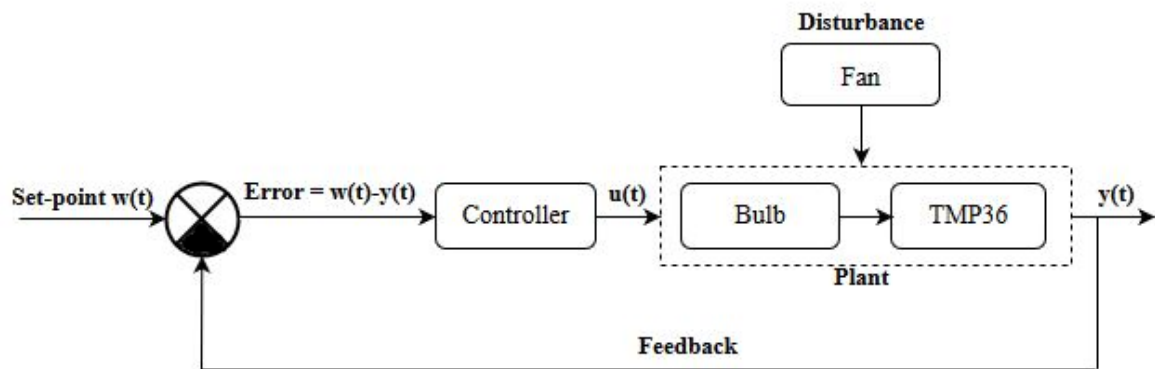 Disturbance
Fan
Set-point w(t)
Error = w(t)-y(t)
Controller
u(t)
Bulb
TMP36
y(t)
Plant
Feedback